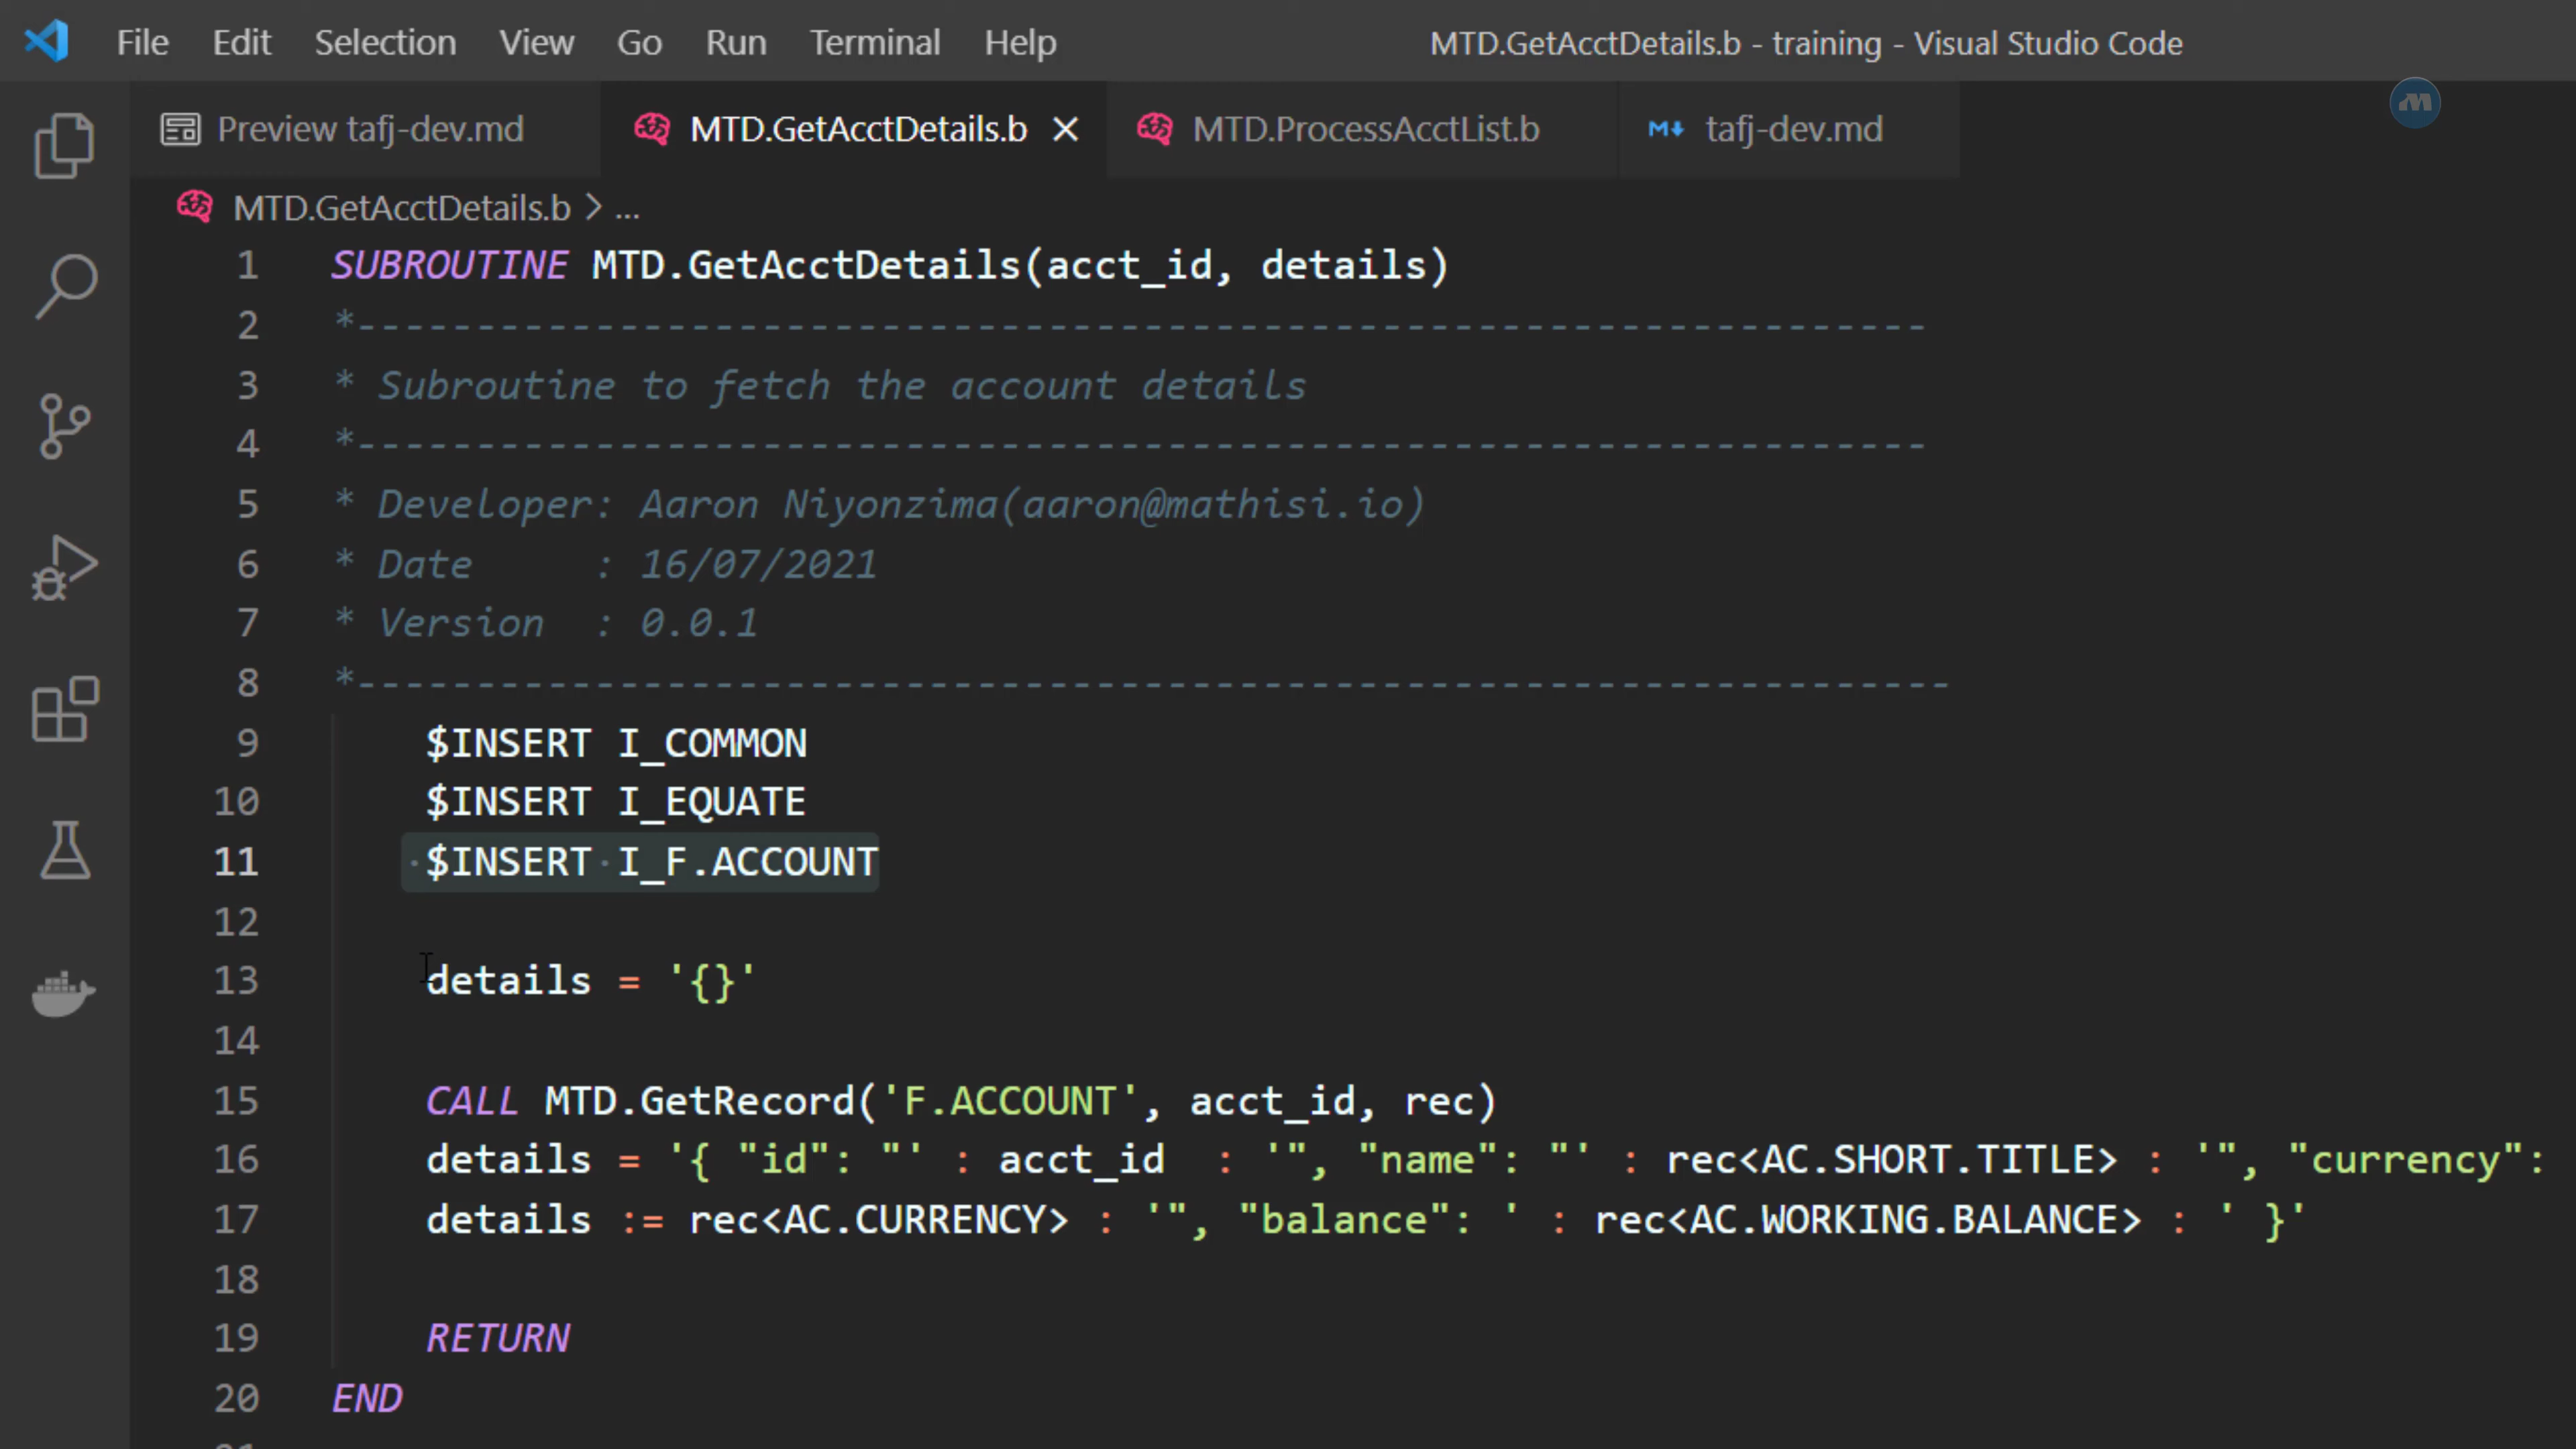 File Edit Selection View Go Run Terminal Help MTD.GetAcctDetails.b - training - Visual Studio Code
Preview tafj-dev.md MTD.GetAcctDetails.b MTD.ProcessAcctList.b tafj-dev.md
MTD.GetAcctDetails.b > ...
1 SUBROUTINE MTD.GetAcctDetails(acct_id, details)
2 *------------------------------------------------------------------
3 * Subroutine to fetch the account details
4 *------------------------------------------------------------------
5 * Developer: Aaron Niyonzima(aaron@mathisi.io)
6 * Date     : 16/07/2021
7 * Version  : 0.0.1
8 *-------------------------------------------------------------------
9 $INSERT I_COMMON
10 $INSERT I_EQUATE
11 $INSERT I_F.ACCOUNT
12
13 details = '{}'
14
15 CALL MTD.GetRecord('F.ACCOUNT', acct_id, rec)
16 details = '{ "id": "' : acct_id  : '", "name": "' : rec<AC.SHORT.TITLE> : '", "currency":
17 details := rec<AC.CURRENCY> : '", "balance": ' : rec<AC.WORKING.BALANCE> : ' }'
18
19 RETURN
20 END